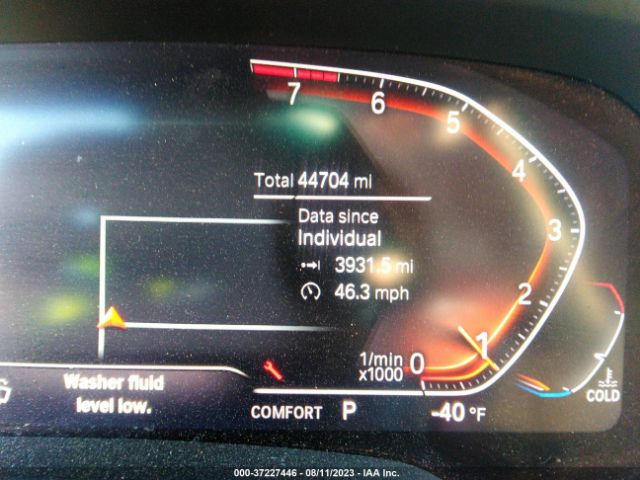 7
6
5
4
3
2
1
0
Total 44704 mi
Data since
Individual
3931.5 mi
46.3 mph
1/min
x1000
Washer fluid
level low.
COMFORT P -40 °F
COLD
000-37227446 - 08/11/2023 - IAA Inc.